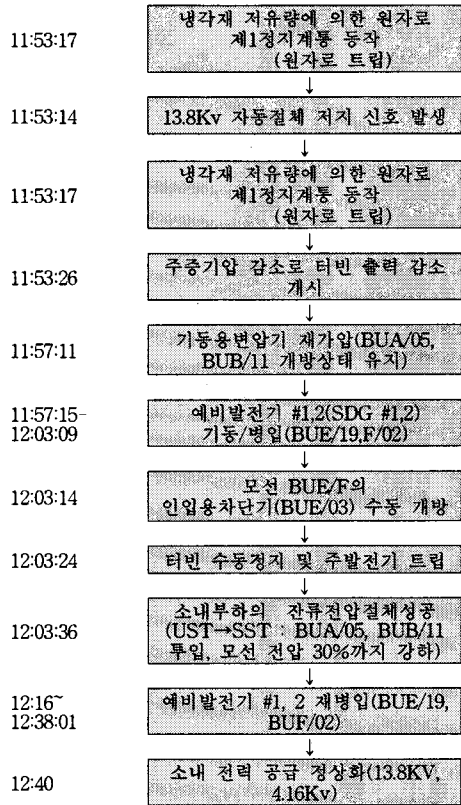 11:53:17
냉각재 저유량에 의한 원자로
제1정지계통 동작
(원자로 트립)
↓
11:53:14
13.8Kv 자동절체 저지 신호 발생
↓
11:53:17
냉각재 저유량에 의한 원자로
제1정지계통 동작
(원자로 트립)
↓
11:53:26
주증기압 감소로 터빈 출력 감소
개시
↓
11:57:11
기동용변압기 재가압(BUA/05,
BUB/11 개방상태 유지)
↓
11:57:15-
12:03:09
예비발전기 #1,2(SDG #1,2)
기동/병입(BUE/19,F/02)
↓
12:03:14
모선 BUE/F의
인입용차단기(BUE/03) 수동 개방
↓
12:03:24
터빈 수동정지 및 주발전기 트립
↓
12:03:36
소내부하의 잔류전압절체성공
(UST→SST : BUA/05, BUB/11
투입, 모선 전압 30%까지 강하)
↓
12:16~
12:38:01
예비발전기 #1, 2 재병입(BUE/19,
BUF/02)
↓
12:40
소내 전력 공급 정상화(13.8KV,
4.16Kv)